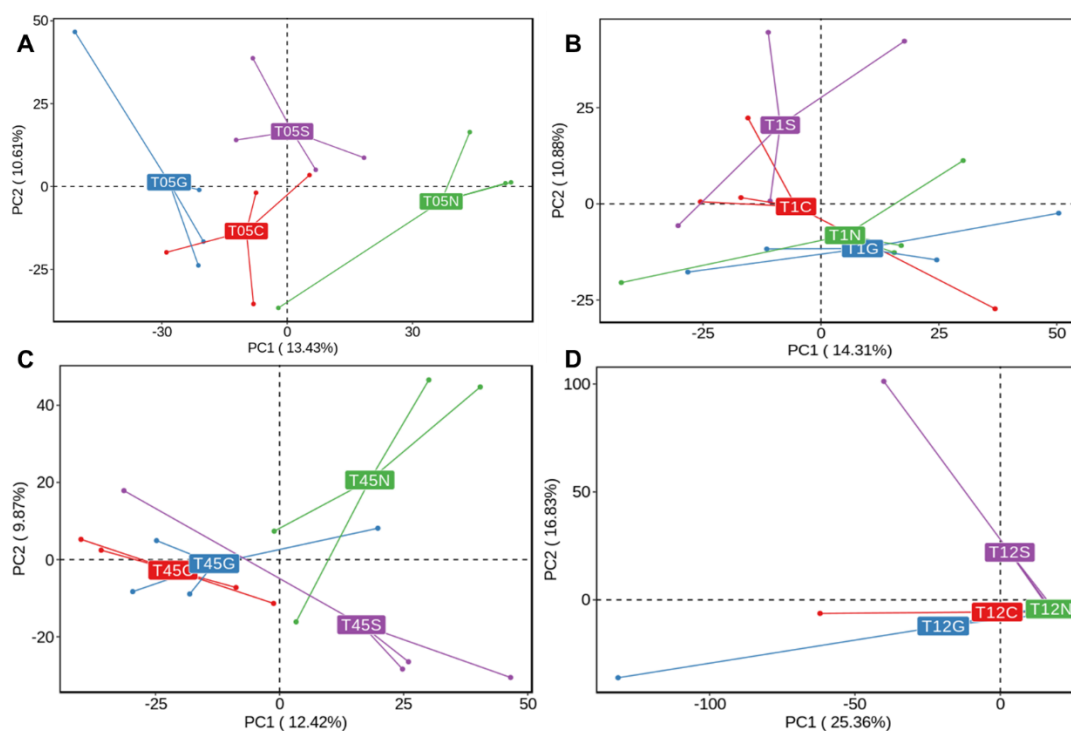 A
50
25
0
-25
PC2 ( 10.61%)
T05S
T05G
T05N
T05C
-30
0
30
PC1 ( 13.43%)
B
25
0
-25
PC2 ( 10.88%)
T1S
T1C
T1N
T1G
-25
0
25
50
PC1 ( 14.31%)
C
40
20
0
-20
PC2 ( 9.87%)
T45N
T45G
T45C
T45S
-25
0
25
50
PC1 ( 12.42%)
D
100
50
0
PC2 ( 16.83%)
T12S
T12N
T12C
T12G
-100
-50
0
PC1 ( 25.36%)